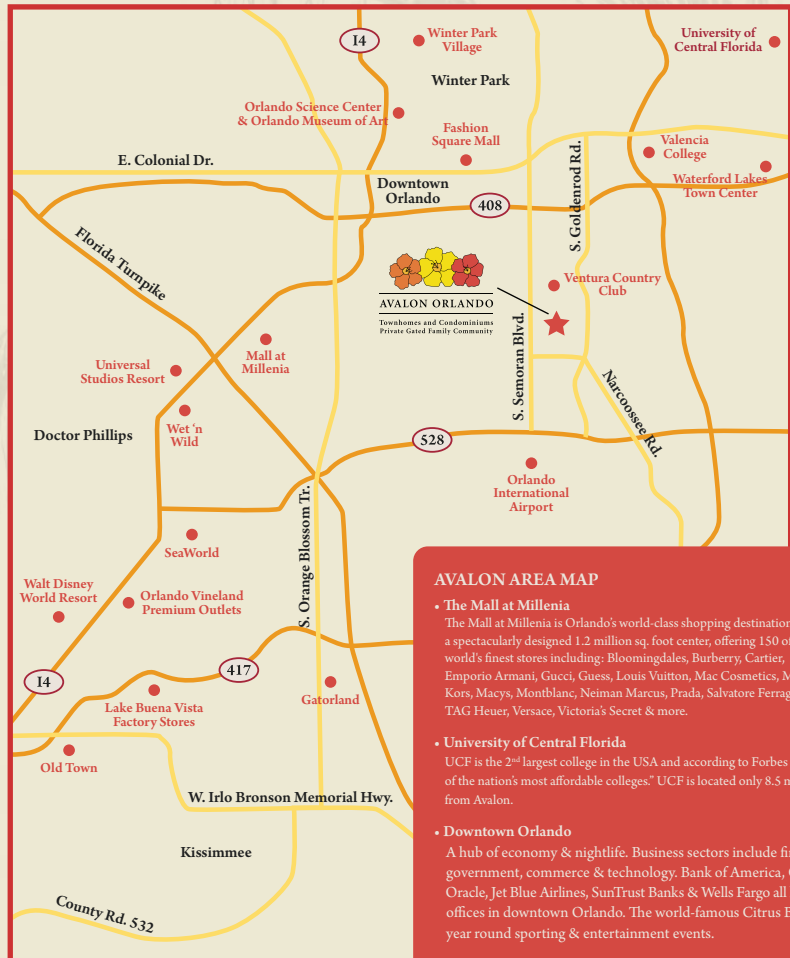 I4
Winter Park
Village
University of
Central Florida
Winter Park
Orlando Science Center
& Orlando Museum of Art
Fashion
Square Mall
S. Goldenrod Rd.
Valencia
College
E. Colonial Dr.
Waterford Lakes
Town Center
Downtown
Orlando
408
Florida Turnpike
Ventura Country
Club
AVALON ORLANDO
Townhomes and Condominiums
Private Gated Family Community
S. Semoran Blvd.
Mall at
Millenia
Universal
Studios Resort
Narcoossee Rd.
Wet ‘n
Wild
Doctor Phillips
528
Orlando
International
Airport
S. Orange Blossom Tr.
SeaWorld
Walt Disney
World Resort
Orlando Vineland
Premium Outlets
I4
417
Gatorland
Lake Buena Vista
Factory Stores
Old Town
W. Irlo Bronson Memorial Hwy.
Kissimmee
County Rd. 532
AVALON AREA MAP
• The Mall at Millenia
The Mall at Millenia is Orlando's world-class shopping destination
a spectacularly designed 1.2 million sq. foot center, offering 150 of
world's finest stores including: Bloomingdales, Burberry, Cartier,
Emporio Armani, Gucci, Guess, Louis Vuitton, Mac Cosmetics,
Kors, Macys, Montblanc, Neiman Marcus, Prada, Salvatore
TAG Heuer, Versace, Victoria's Secret & more.
• University of Central Florida
UCF is the 2nd largest college in the USA and according to Forbes
of the nation's most affordable colleges.” UCF is located only 8.5
from Avalon.
• Downtown Orlando
A hub of economy & nightlife. Business sectors include
government, commerce & technology. Bank of America,
Oracle, Jet Blue Airlines, SunTrust Banks & Wells Fargo all
offices in downtown Orlando. The world-famous Citrus
year round sporting & entertainment events.